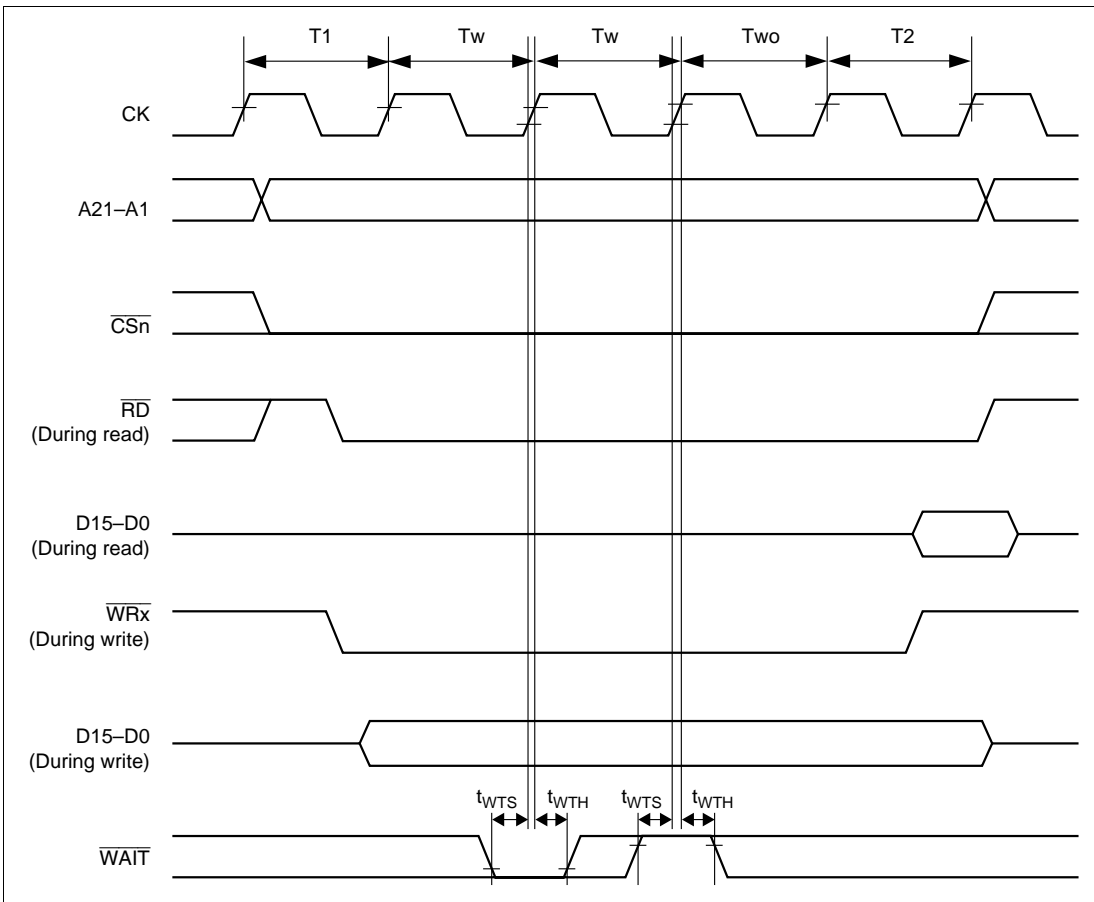 T1 Tw Tw Two T2
CK
A21–A1
CSn
RD
(During read)
D15–D0
(During read)
WRx
(During write)
D15–D0
(During write)
tWTS tWTH tWTS tWTH
WAIT